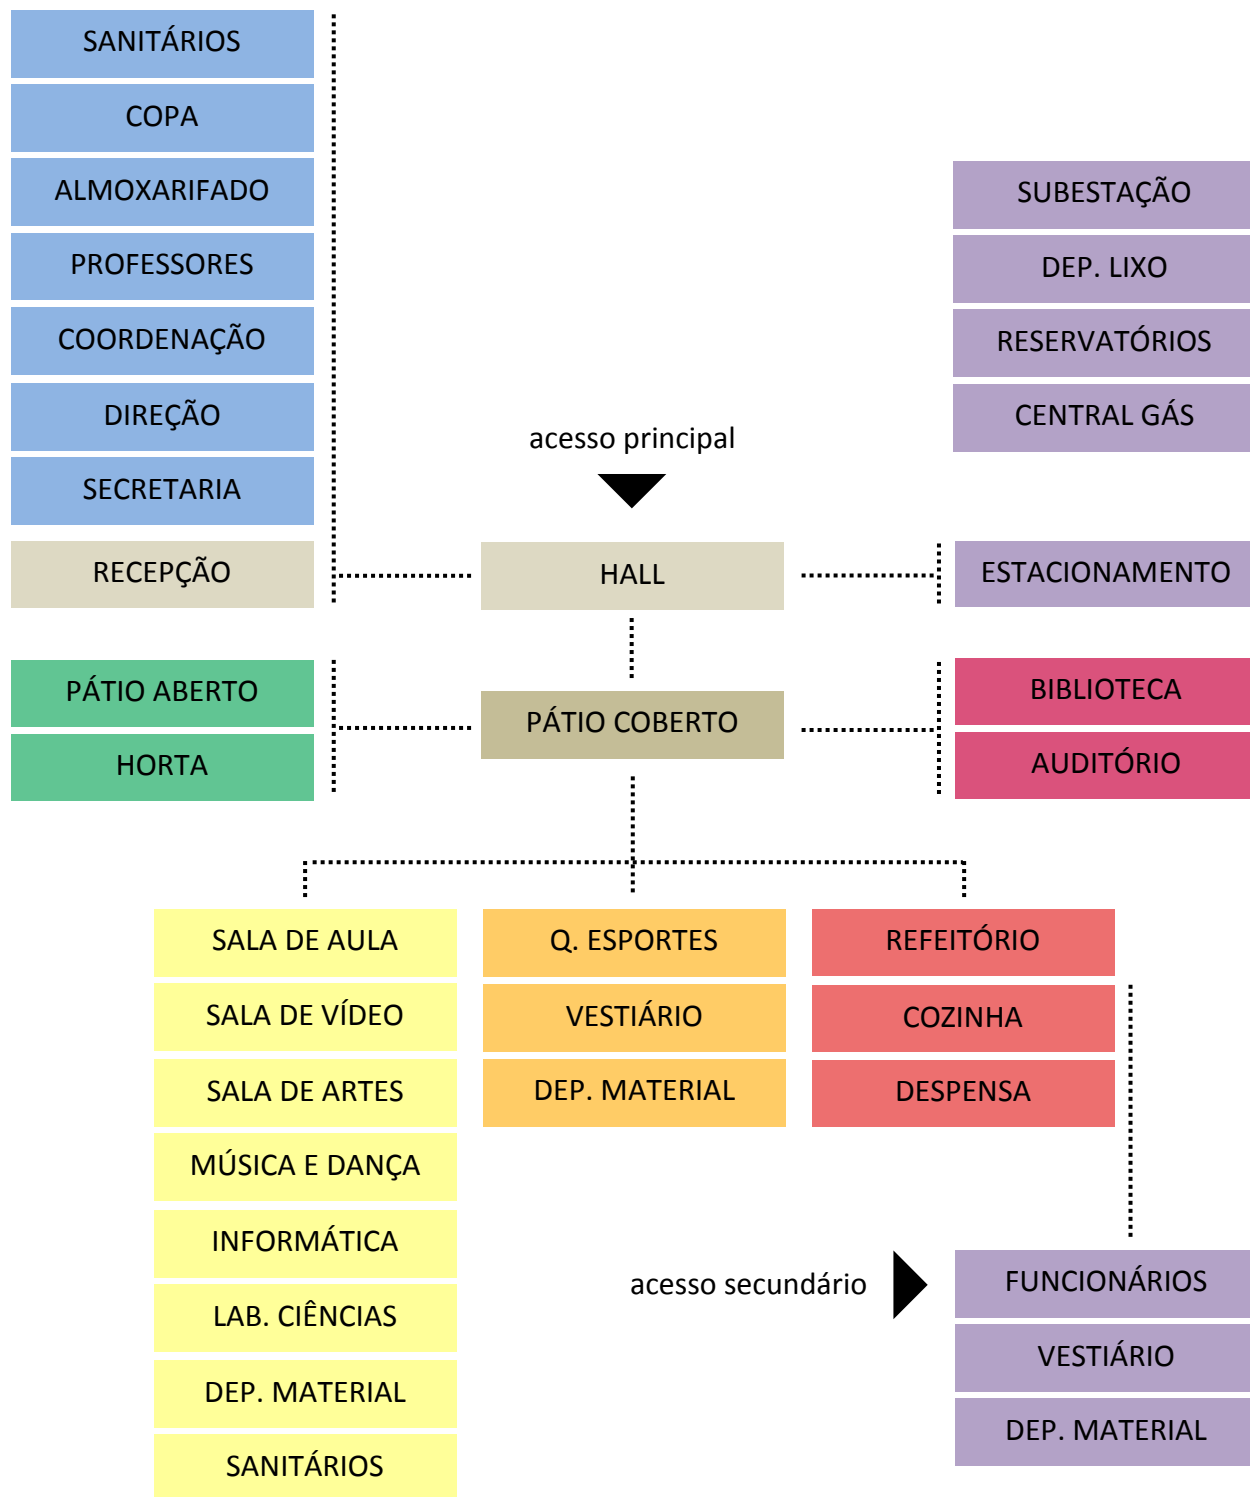 SANITÁRIOS
COPA
ALMOXARIFADO
PROFESSORES
COORDENAÇÃO
DIREÇÃO
SECRETARIA
RECEPÇÃO
SUBESTAÇÃO
DEP. LIXO
RESERVATÓRIOS
CENTRAL GÁS
acesso principal
HALL
ESTACIONAMENTO
PÁTIO ABERTO
HORTA
PÁTIO COBERTO
BIBLIOTECA
AUDITÓRIO
SALA DE AULA
SALA DE VÍDEO
SALA DE ARTES
MÚSICA E DANÇA
INFORMÁTICA
LAB. CIÊNCIAS
DEP. MATERIAL
SANITÁRIOS
Q. ESPORTES
VESTIÁRIO
DEP. MATERIAL
REFEITÓRIO
COZINHA
DESPENSA
acesso secundário
FUNCIONÁRIOS
VESTIÁRIO
DEP. MATERIAL